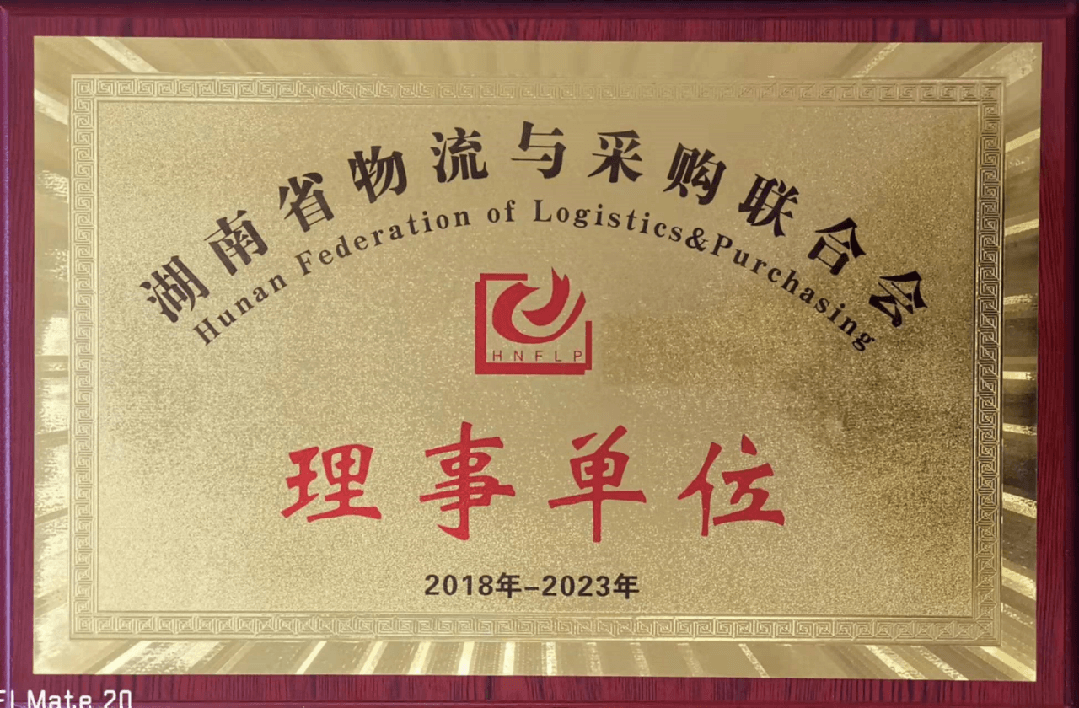 湖南省物流与采购联合会
Hunan Federation of Logistics&Purchasing
HNFLP
理事单位
2018年-2023年
EI Mate 20